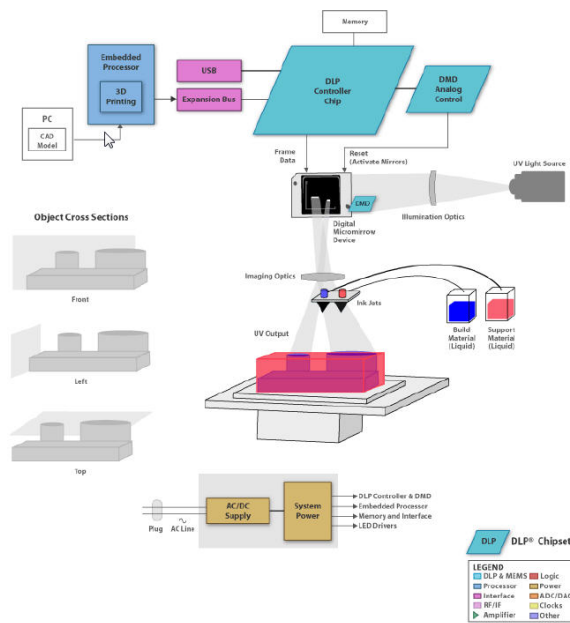 Memory
Embedded
Processor
3D
Printing
USB
Expansion Bus
DLP
Controller
Chip
DMD
Analog
Control
PC
CAD
Model
Frame
Data
Reset
(Activate Mirrors)
UV Light Source
DMD
Digital
Micromirrow
Device
Illumination Optics
Object Cross Sections
Front
Left
Top
Imaging Optics
Ink Jets
UV Output
Build
Material
(Liquid)
Support
Material
(Liquid)
AC/DC
Supply
System
Power
Plug
AC Line
DLP Controller & DMD
Embedded Processor
Memory and Interface
LED Drivers
DLP
DLP® Chipset
LEGEND
DLP & MEMS
Logic
Processor
Power
Interface
ADC/DAC
RF/IF
Clocks
Amplifier
Other